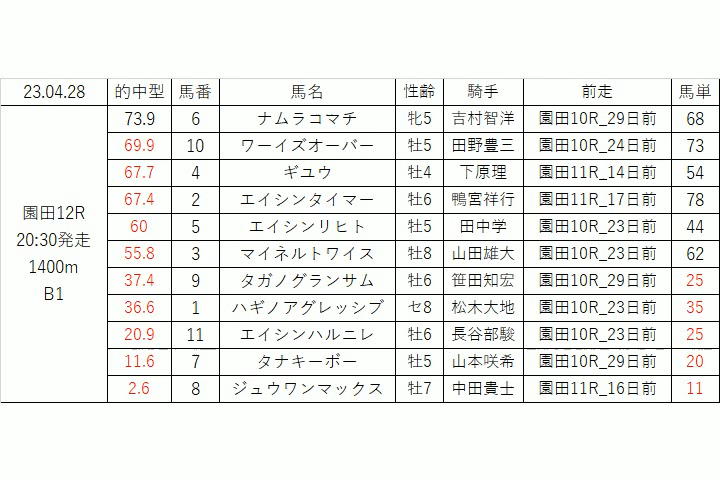 23.04.28 的中型 馬番 馬名 性齢 騎手 前走 馬単
73.9 6 ナムラコマチ 牝5 吉村智洋 園田10R_29日前 68
69.9 10 ワーイズオーバー 牡5 田野豊三 園田10R_24日前 73
67.7 4 ギユウ 牡4 下原理 園田11R_14日前 54
67.4 2 エイシンタイマー 牡6 鴨宮祥行 園田11R_17日前 78
園田12R
20:30発走
1400m
B1
60 5 エイシンリヒト 牡5 田中学 園田10R_23日前 44
55.8 3 マイネルトワイス 牡8 山田雄大 園田10R_23日前 62
37.4 9 タガノグランサム 牡6 笹田知宏 園田10R_29日前 25
36.6 1 ハギノアグレッシブ セ8 松木大地 園田10R_23日前 35
20.9 11 エイシンハルニレ 牡6 長谷部駿 園田10R_23日前 25
11.6 7 タナキーボー 牡5 山本咲希 園田10R_29日前 20
2.6 8 ジュウワンマックス 牡7 中田貴士 園田11R_16日前 11